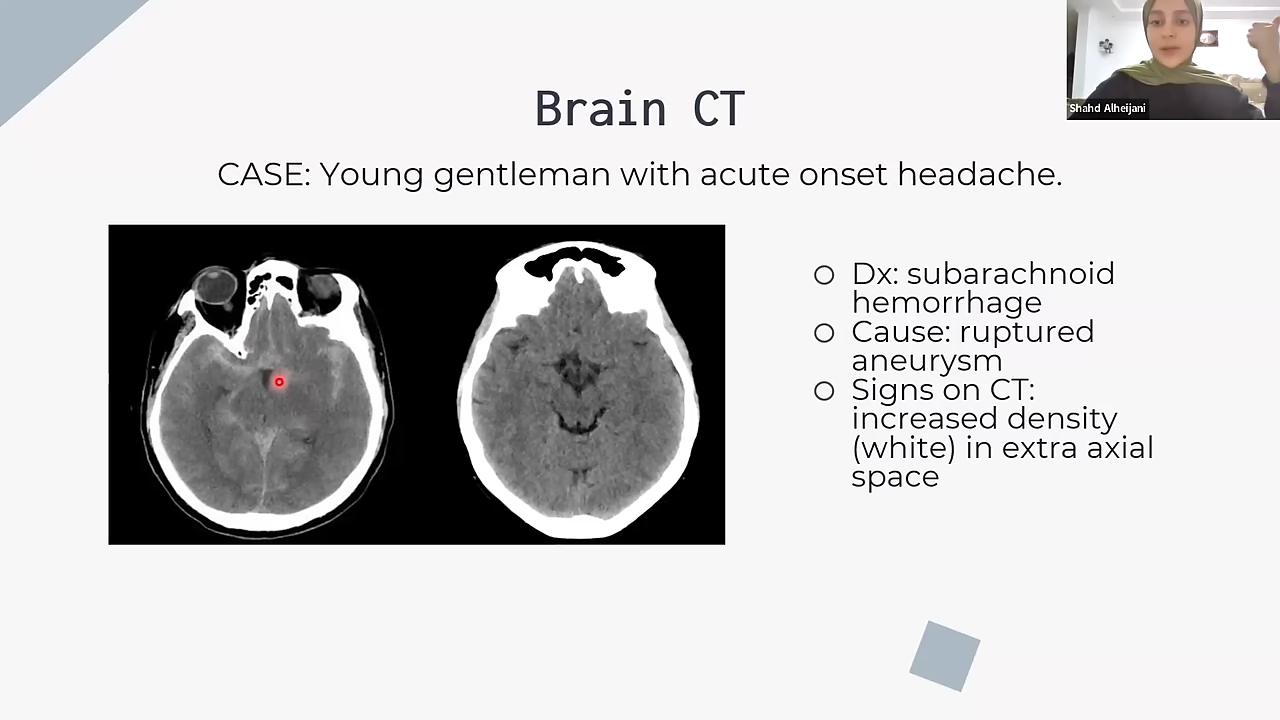 Shahd Alheijani
Brain CT
CASE: Young gentleman with acute onset headache.
Dx: subarachnoid
hemorrhage
Cause: ruptured
aneurysm
Signs on CT:
increased density
(white) in extra axial
space